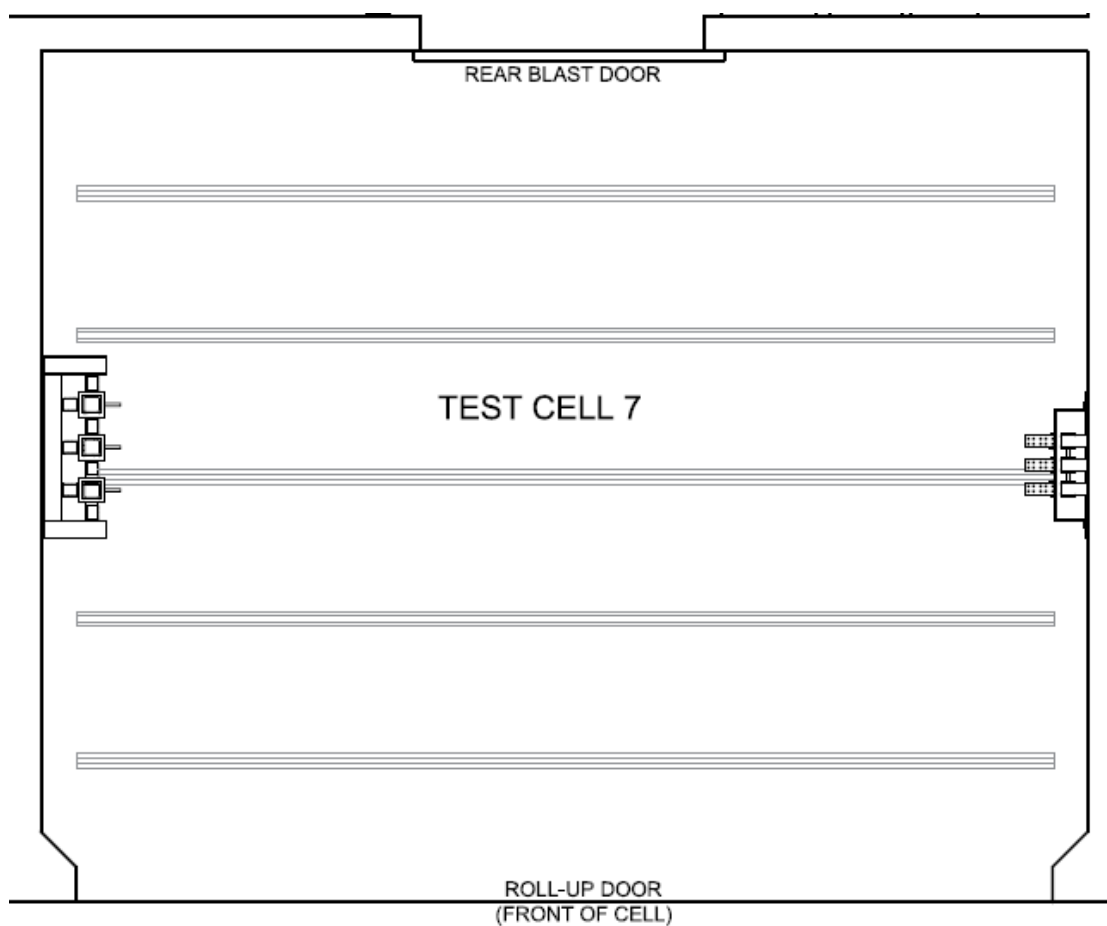 REAR BLAST DOOR
TEST CELL 7
ROLL-UP DOOR
(FRONT OF CELL)